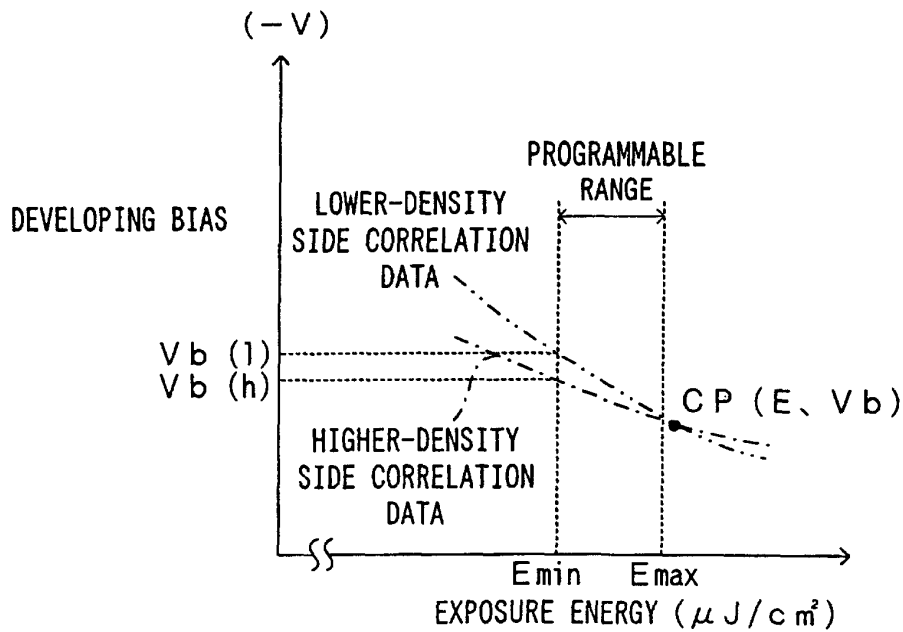 (-V)
PROGRAMMABLE
RANGE
DEVELOPING BIAS
LOWER-DENSITY
SIDE CORRELATION
DATA
Vb (l)
Vb (h)
CP (E、Vb)
HIGHER-DENSITY
SIDE CORRELATION
DATA
Emin
Emax
EXPOSURE ENERGY (μJ/c㎡)